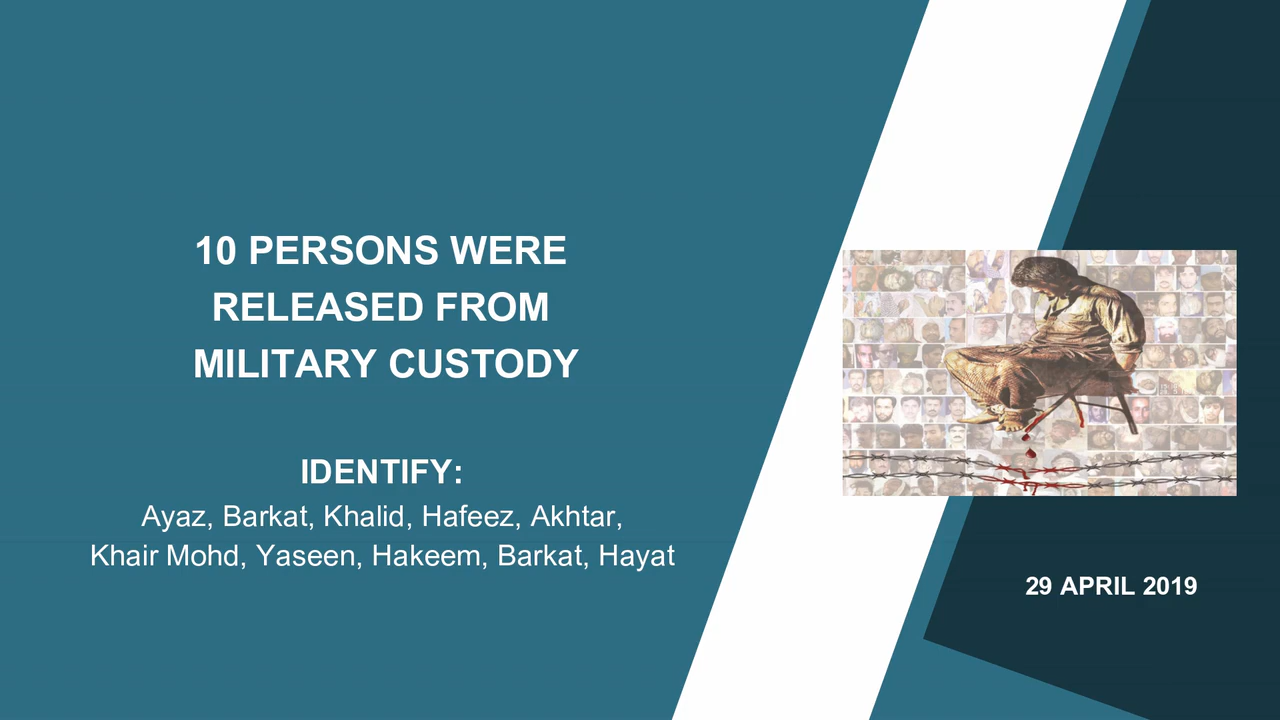 10 PERSONS WERE
RELEASED FROM
MILITARY CUSTODY
IDENTIFY:
Ayaz, Barkat, Khalid, Hafeez, Akhtar,
Khair Mohd, Yaseen, Hakeem, Barkat, Hayat
29 APRIL 2019